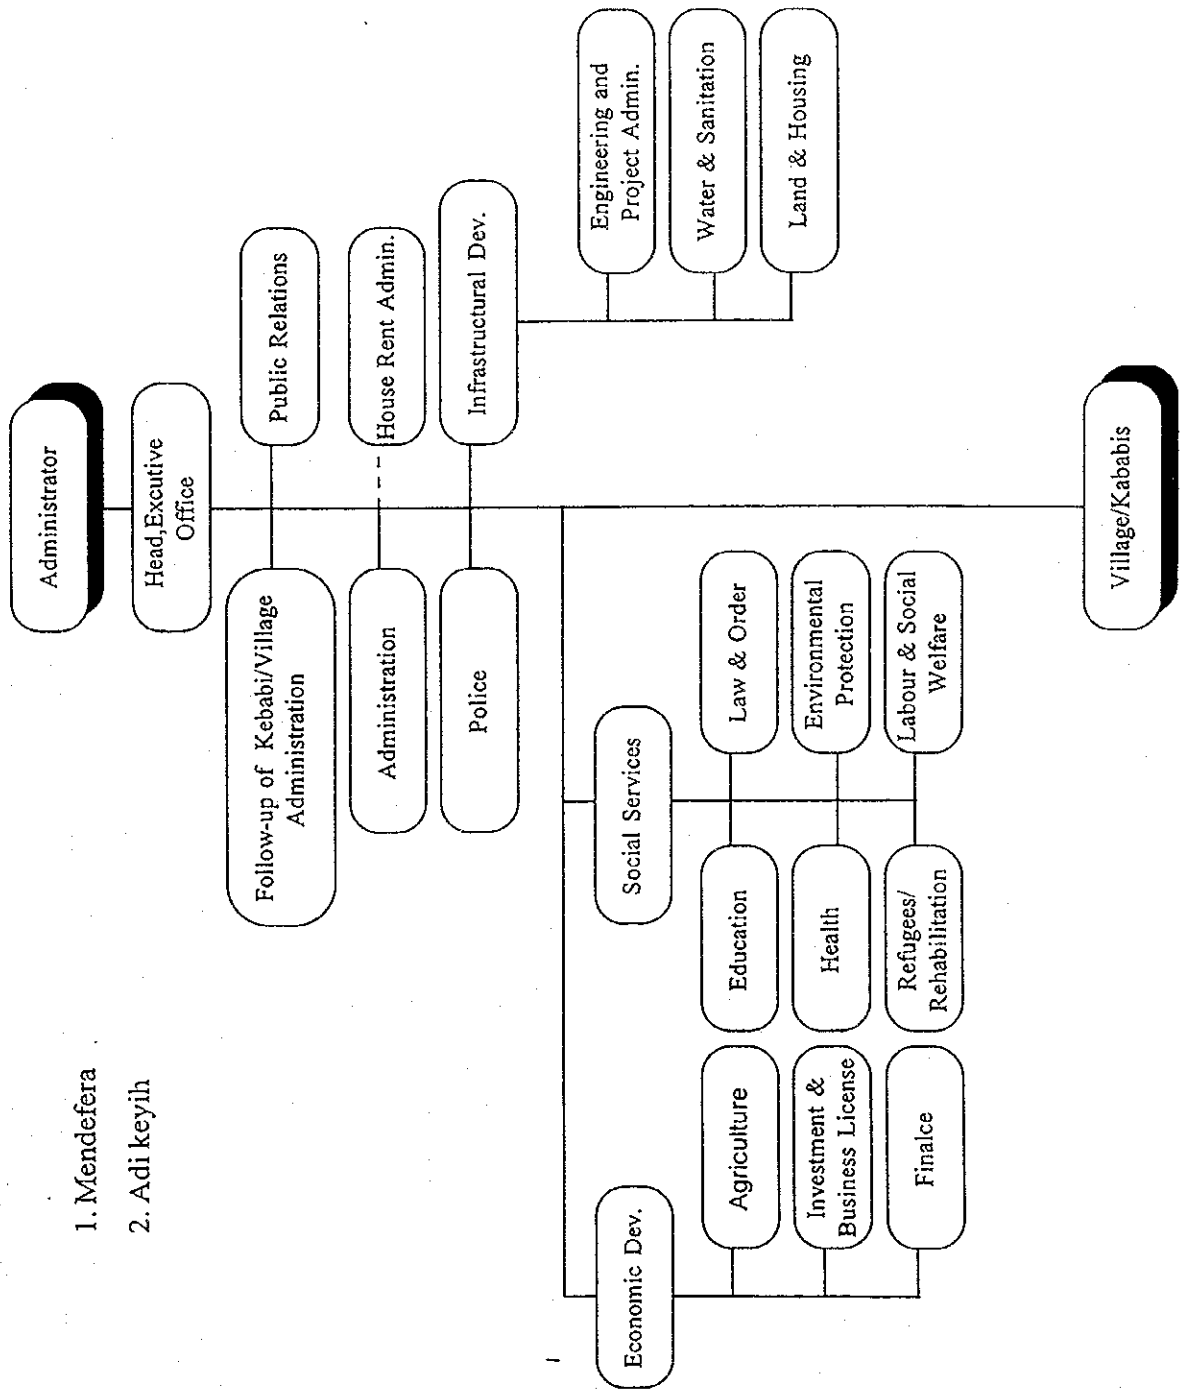 1. Mendefera
2. Adi keyih
Administrator
Head,Excutive
Office
Follow-up of Kebabi/Village
Administration
Public Relations
Administration
House Rent Admin.
Police
Infrastructural Dev.
Engineering and
Project Admin.
Water & Sanitation
Land & Housing
Economic Dev.
Social Services
Agriculture
Education
Law & Order
Investment &
Business License
Health
Environmental
Protection
Finalce
Refugees/
Rehabilitation
Labour & Social
Welfare
Village/Kababis